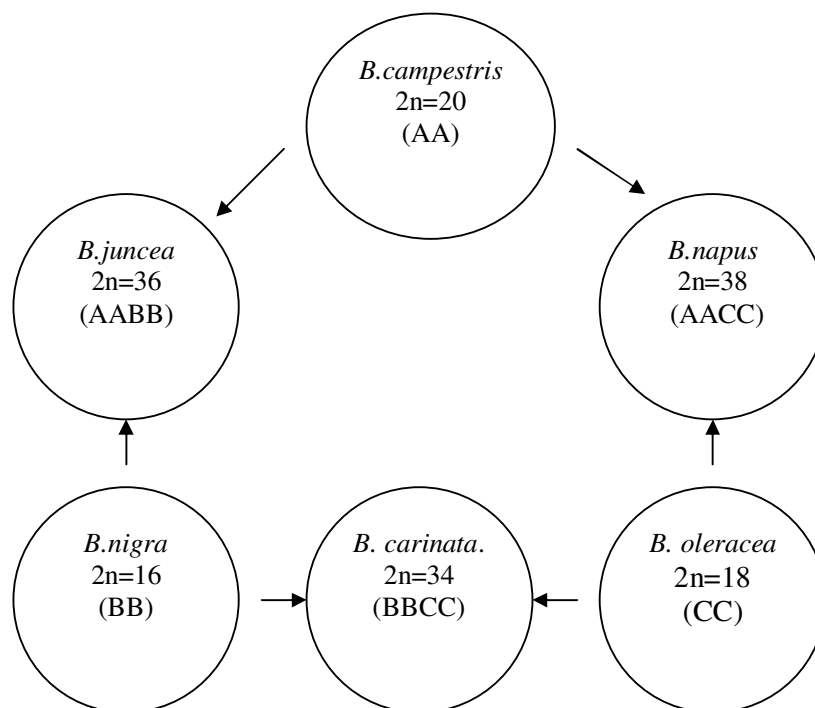 B.campestris
2n=20
(AA)
B.juncea
2n=36
(AABB)
B.napus
2n=38
(AACC)
B.nigra
2n=16
(BB)
B. carinata.
2n=34
(BBCC)
B. oleracea
2n=18
(CC)